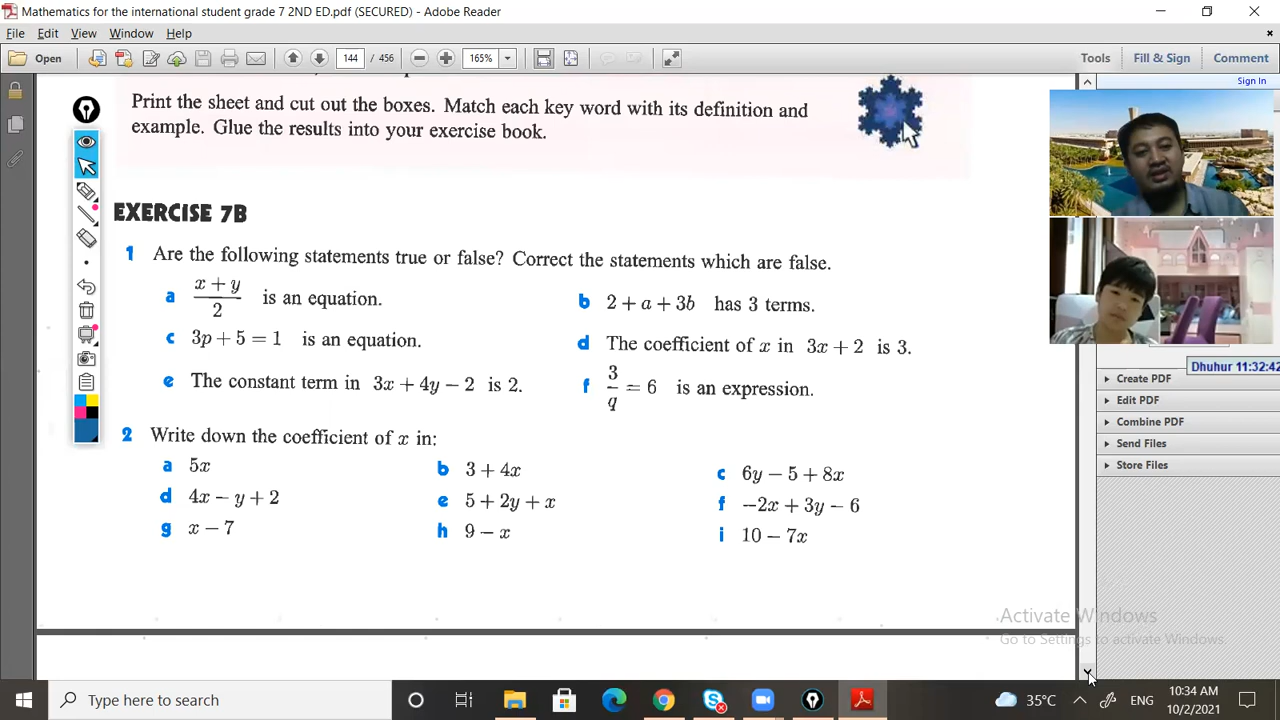 Mathematics for the international student grade 7 2ND ED.pdf (SECURED) - Adobe Reader
File Edit View Window Help
Open 144 / 456 165% Tools Fill & Sign Comment
Sign In
Print the sheet and cut out the boxes. Match each key word with its definition and
example. Glue the results into your exercise book.
EXERCISE 7B
1 Are the following statements true or false? Correct the statements which are false.
a (x + y)/2 is an equation. b 2 + a + 3b has 3 terms.
c 3p + 5 = 1 is an equation. d The coefficient of x in 3x + 2 is 3.
e The constant term in 3x + 4y − 2 is 2. f 3/q = 6 is an expression.
2 Write down the coefficient of x in:
a 5x b 3 + 4x c 6y − 5 + 8x
d 4x − y + 2 e 5 + 2y + x f −2x + 3y − 6
g x − 7 h 9 − x i 10 − 7x
Dhuhur 11:32:42
Create PDF
Edit PDF
Combine PDF
Send Files
Store Files
Activate Windows
Go to Settings to activate Windows.
Type here to search
35°C ENG 10:34 AM
10/2/2021